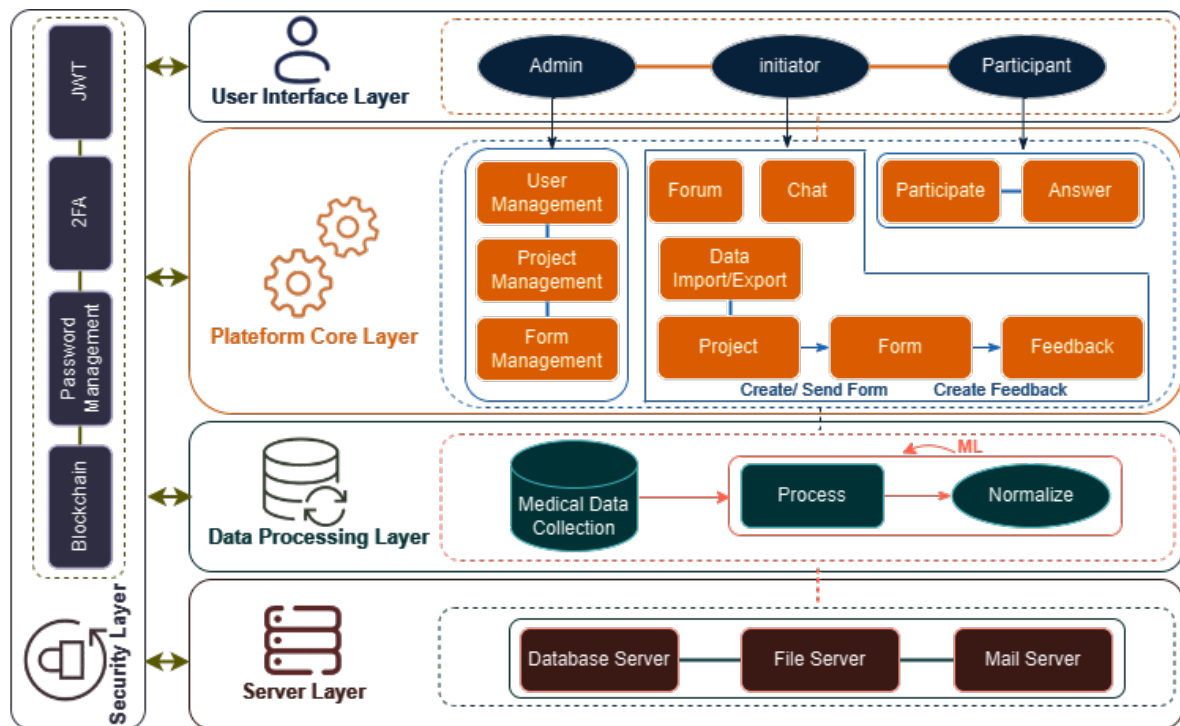 JWT
2FA
Password
Management
Blockchain
Security Layer
User Interface Layer
Admin
initiator
Participant
Plateform Core Layer
User
Management
Project
Management
Form
Management
Forum
Chat
Participate
Answer
Data
Import/Export
Project
Form
Feedback
Create/ Send Form
Create Feedback
Data Processing Layer
Medical Data
Collection
ML
Process
Normalize
Server Layer
Database Server
File Server
Mail Server